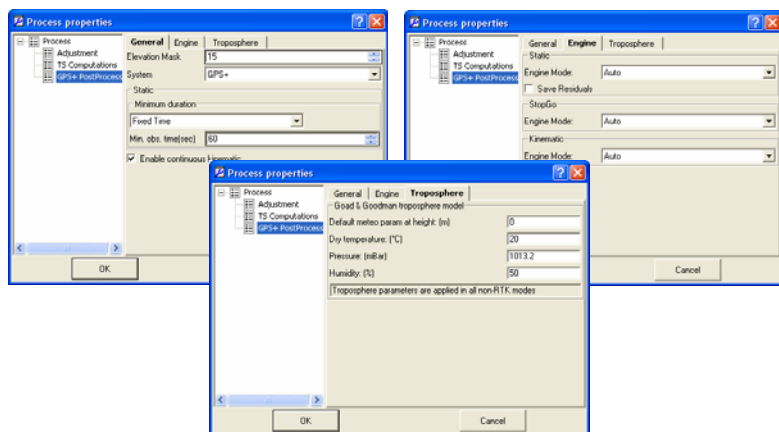 Process properties
Process
Adjustment
TS Computations
GPS+ PostProcess
General
Engine
Troposphere
Elevation Mask
15
System
GPS+
Static
Minimum duration
Fixed Time
Min. obs. time(sec)
60
Enable continuous Kinematic
OK
Process properties
Process
Adjustment
TS Computations
GPS+ PostProcess
General
Engine
Troposphere
Static
Engine Mode:
Auto
Save Residuals
StopGo
Engine Mode:
Auto
Kinematic
Engine Mode:
Auto
Cancel
Process properties
Process
Adjustment
TS Computations
GPS+ PostProcess
General
Engine
Troposphere
Goad & Goodman troposphere model
Default meteo param at height: (m)
0
Dry temperature: (°C)
20
Pressure: (mBar)
1013.2
Humidity: (%)
50
Troposphere parameters are applied in all non-RTK modes
OK
Cancel